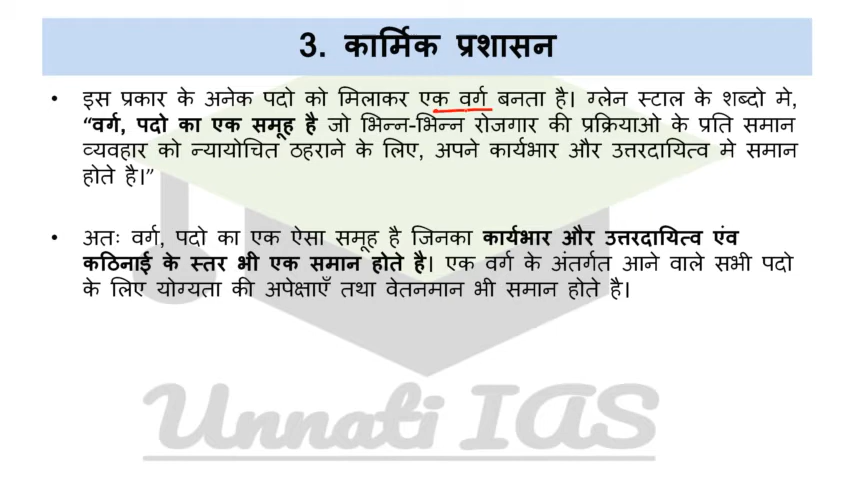 3. कार्मिक प्रशासन
• इस प्रकार के अनेक पदो को मिलाकर एक वर्ग बनता है। ग्लेन स्टाल के शब्दो मे,
“वर्ग, पदो का एक समूह है जो भिन्न-भिन्न रोजगार की प्रक्रियाओ के प्रति समान
व्यवहार को न्यायोचित ठहराने के लिए, अपने कार्यभार और उत्तरदायित्व मे समान
होते है।”
• अतः वर्ग, पदो का एक ऐसा समूह है जिनका कार्यभार और उत्तरदायित्व एंव
कठिनाई के स्तर भी एक समान होते है। एक वर्ग के अंतर्गत आने वाले सभी पदो
के लिए योग्यता की अपेक्षाएँ तथा वेतनमान भी समान होते है।
Unnati IAS